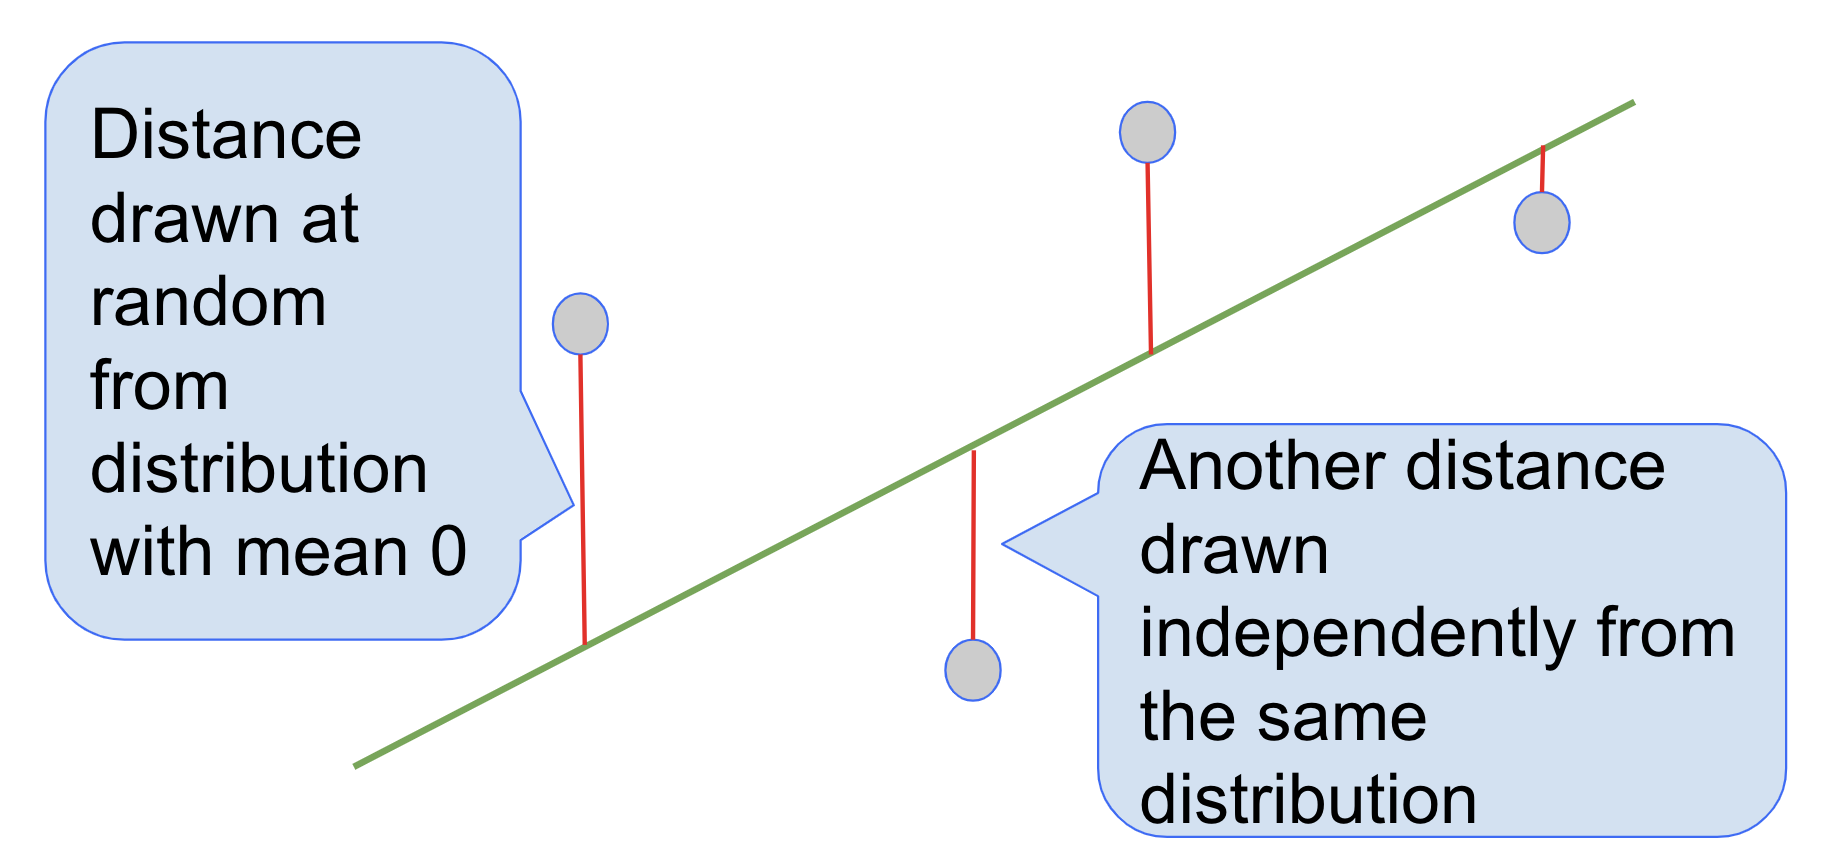 Distance
drawn at
random
from
distribution
with mean 0
Another distance
drawn
independently from
the same
distribution